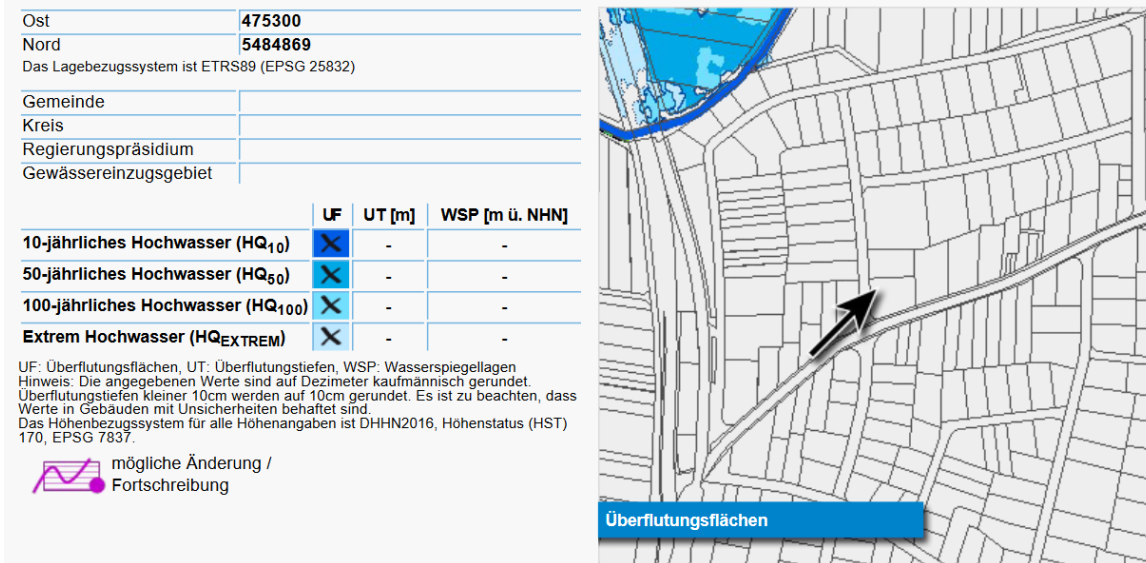 Ost 475300
Nord 5484869
Das Lagebezugssystem ist ETRS89 (EPSG 25832)
Gemeinde
Kreis
Regierungspräsidium
Gewässereinzugsgebiet
UF UT [m] WSP [m ü. NHN]
10-jährliches Hochwasser (HQ10) - -
50-jährliches Hochwasser (HQ50) - -
100-jährliches Hochwasser (HQ100) - -
Extrem Hochwasser (HQEXTREM) - -
UF: Überflutungsflächen, UT: Überflutungstiefen, WSP: Wasserspiegellagen
Hinweis: Die angegebenen Werte sind auf Dezimeter kaufmännisch gerundet.
Überflutungstiefen kleiner 10cm werden auf 10cm gerundet. Es ist zu beachten, dass
Werte in Gebäuden mit Unsicherheiten behaftet sind.
Das Höhenbezugssystem für alle Höhenangaben ist DHHN2016, Höhenstatus (HST)
170, EPSG 7837.
mögliche Änderung /
Fortschreibung
Überflutungsflächen